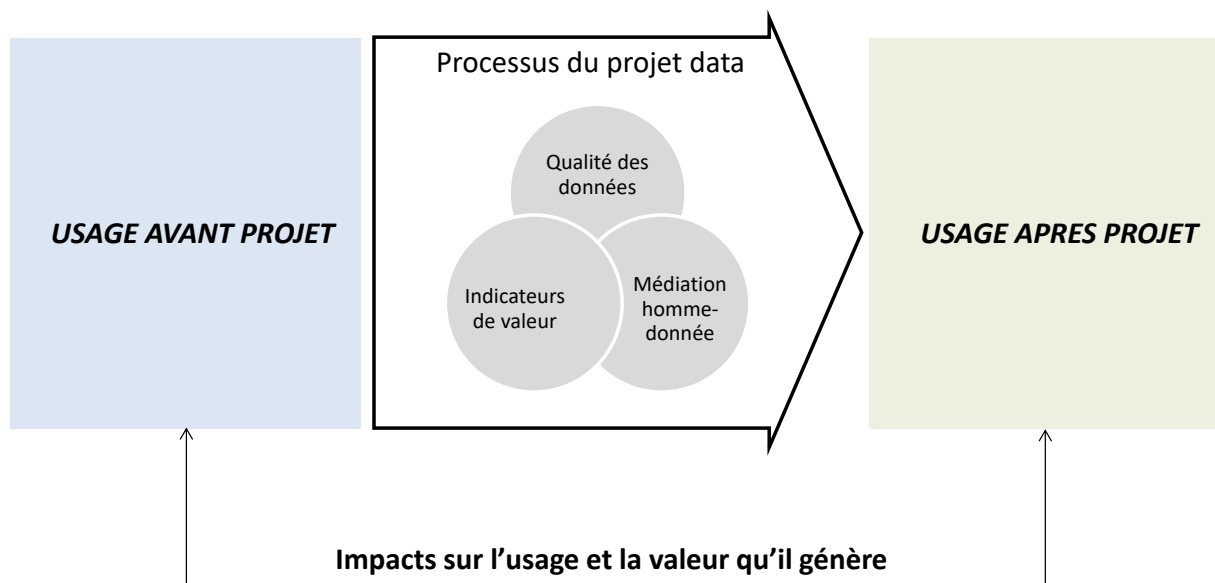 Processus du projet data
USAGE AVANT PROJET
Qualité des
données
Indicateurs
de valeur
Médiation
homme-
donnée
USAGE APRES PROJET
Impacts sur l’usage et la valeur qu’il génère